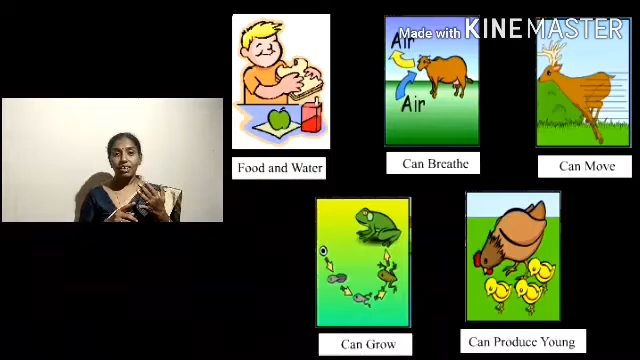 Made with KINEMASTER
Air
Air
Food and Water
Can Breathe
Can Move
Can Grow
Can Produce Young